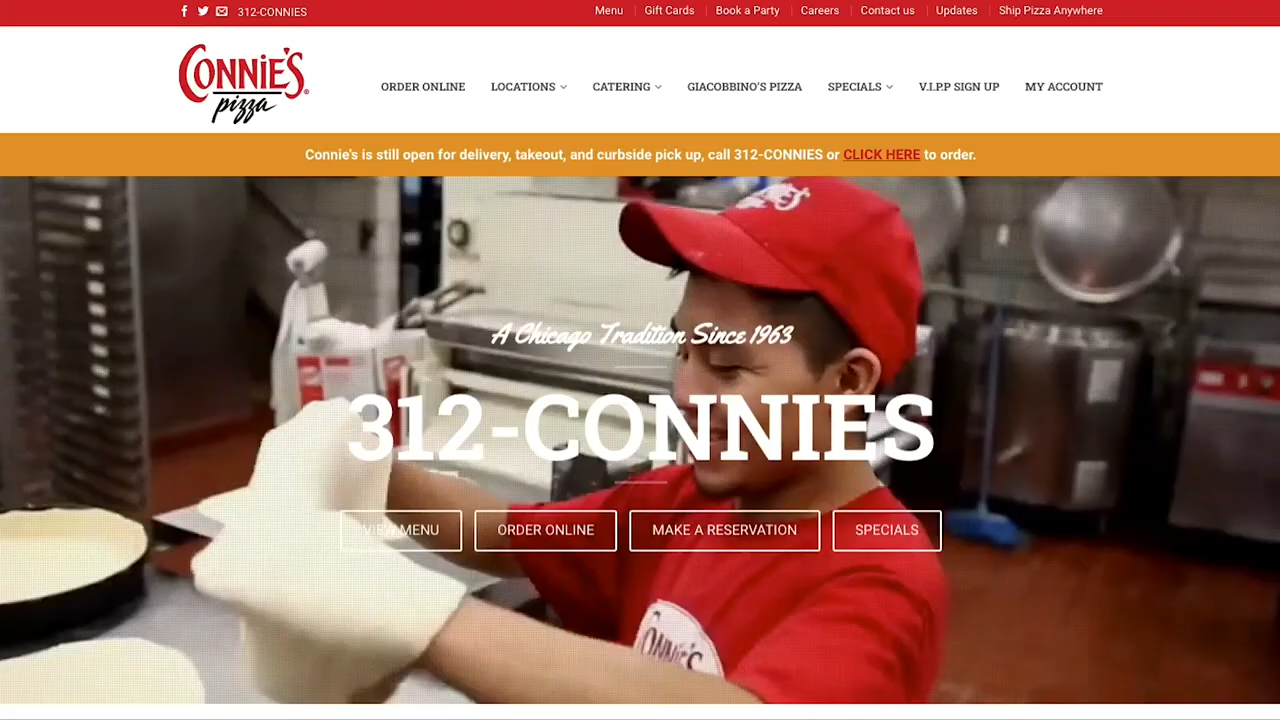 312-CONNIES
Menu
Gift Cards
Book a Party
Careers
Contact us
Updates
Ship Pizza Anywhere
CONNIE'S
pizza
ORDER ONLINE
LOCATIONS
CATERING
GIACOBBINO'S PIZZA
SPECIALS
V.I.P.P SIGN UP
MY ACCOUNT
Connie's is still open for delivery, takeout, and curbside pick up, call 312-CONNIES or CLICK HERE to order.
A Chicago Tradition Since 1963
312-CONNIES
VIEW MENU
ORDER ONLINE
MAKE A RESERVATION
SPECIALS
CONNIE'S